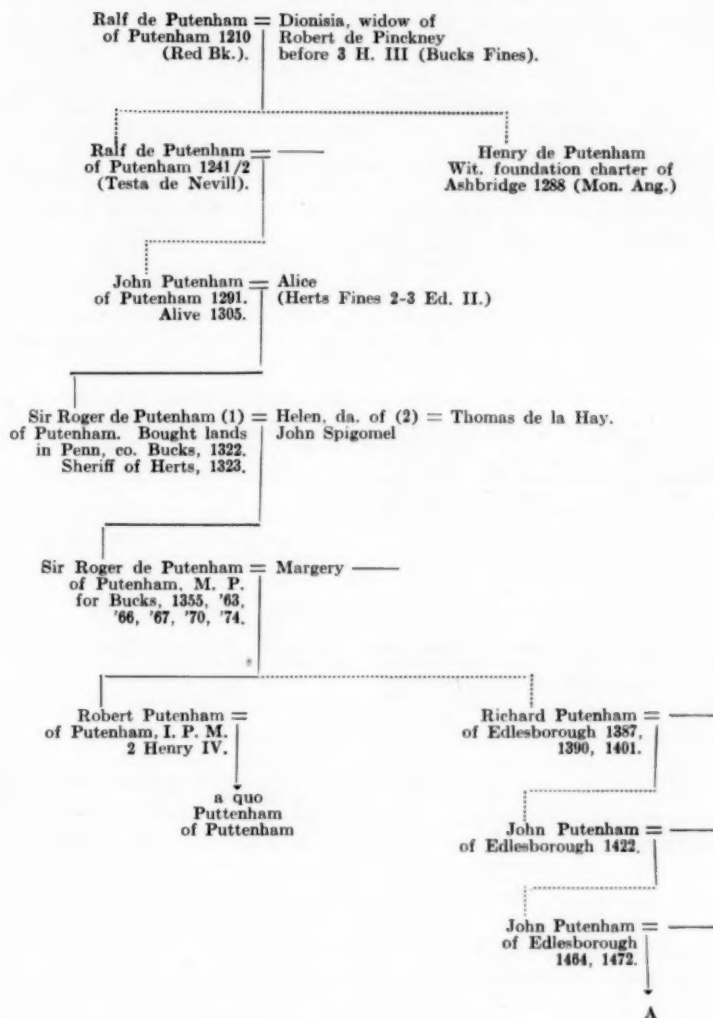 Ralf de Putenham = Dionisia, widow of
of Putenham 1210 Robert de Pinckney
(Red Bk.). before 3 H. III (Bucks Fines).
Ralf de Putenham =
of Putenham 1241/2
(Testa de Nevill).
Henry de Putenham
Wit. foundation charter of
Ashbridge 1288 (Mon. Ang.)
John Putenham = Alice
of Putenham 1291. (Herts Fines 2-3 Ed. II.)
Alive 1305.
Sir Roger de Putenham (1) = Helen, da. of (2) = Thomas de la Hay.
of Putenham. Bought lands John Spigomel
in Penn, co. Bucks, 1322.
Sheriff of Herts, 1323.
Sir Roger de Putenham = Margery
of Putenham, M. P.
for Bucks, 1355, '63,
'66, '67, '70, '74.
Robert Putenham =
of Putenham, I. P. M.
2 Henry IV.
a quo
Puttenham
of Puttenham
Richard Putenham =
of Edlesborough 1387,
1390, 1401.
John Putenham =
of Edlesborough 1422.
John Putenham =
of Edlesborough
1464, 1472.
A